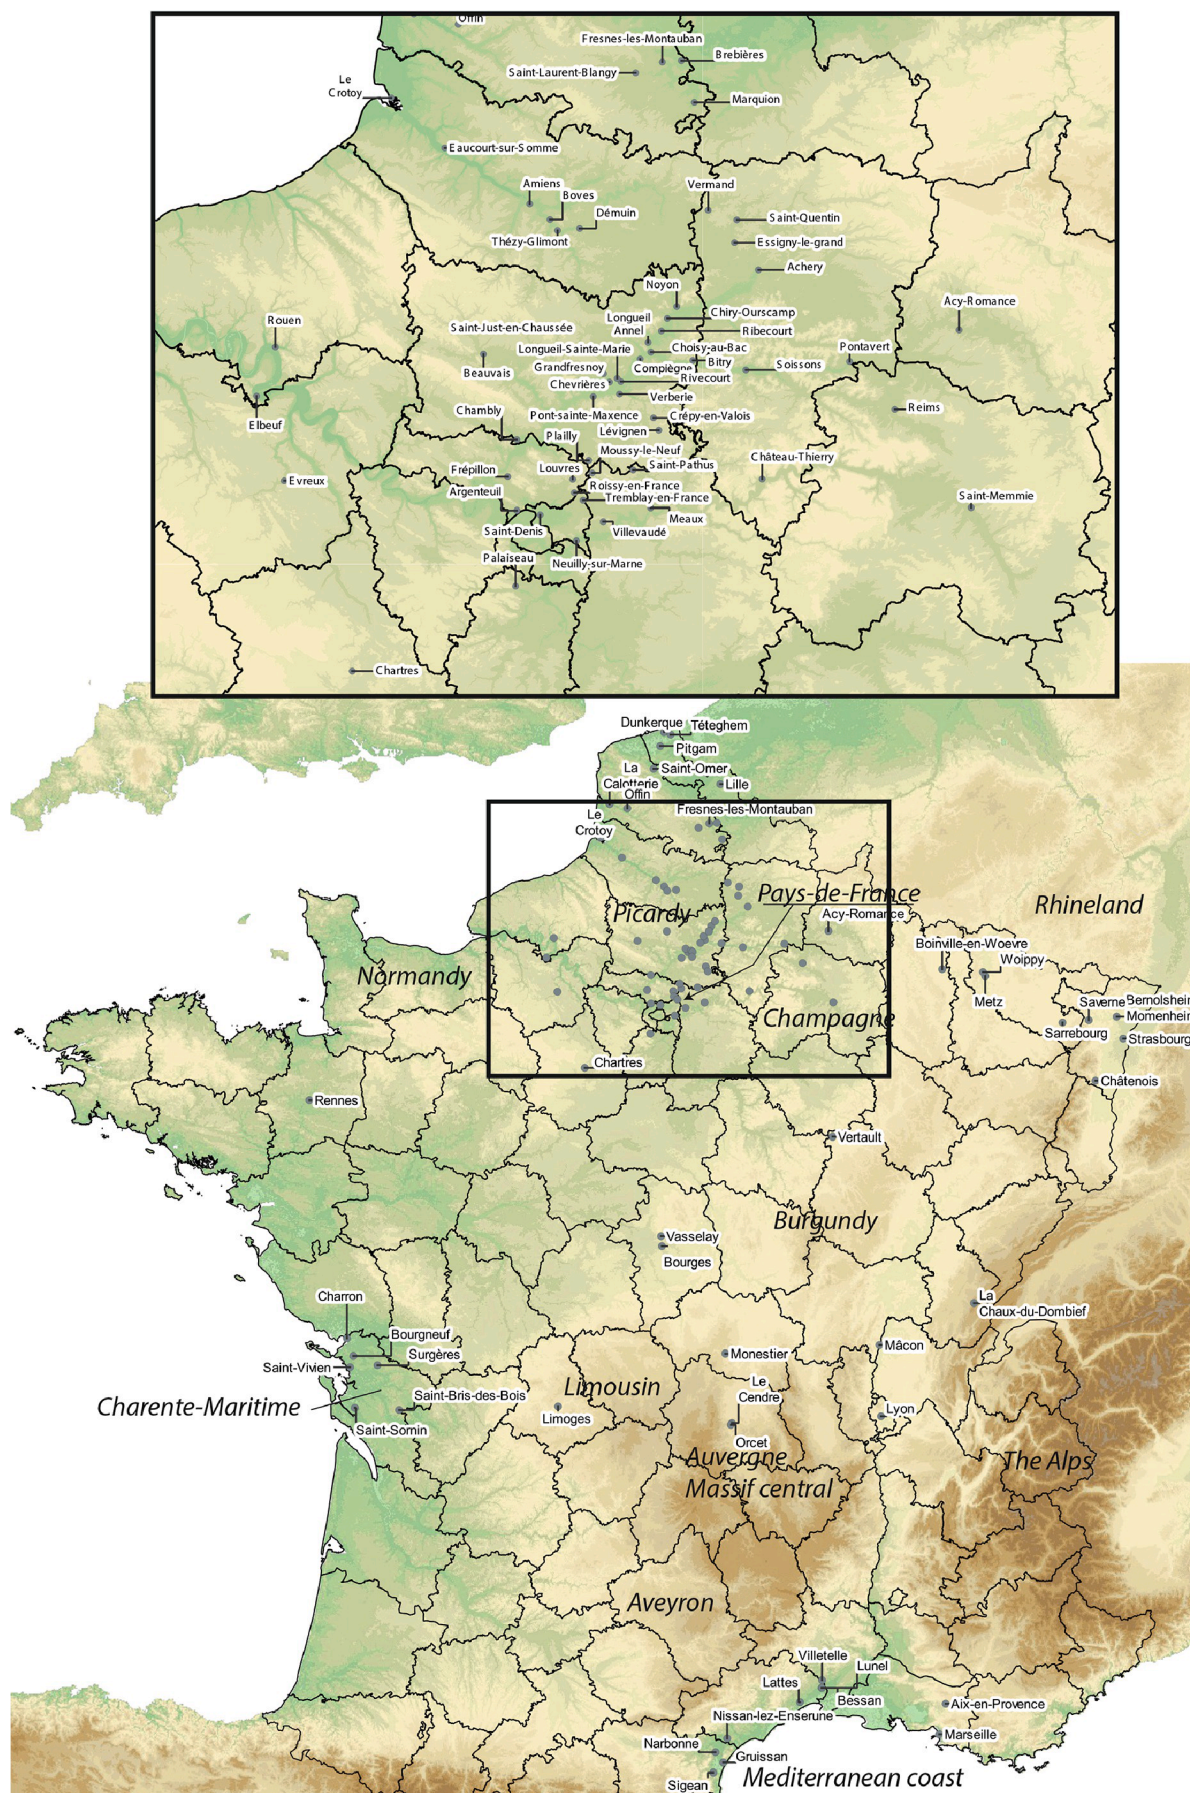 Offin
Fresnes-les-Montauban
Brebières
Saint-Laurent-Blangy
Le
Crotoy
Marquion
Eaucourt-sur-Somme
Amiens
Vermand
Boves
Démuin
Saint-Quentin
Thézy-Glimont
Essigny-le-grand
Achery
Noyon
Acy-Romance
Rouen
Longueil
Annel
Chiry-Ourscamp
Saint-Just-en-Chaussée
Ribecourt
Longueil-Sainte-Marie
Choisy-au-Bac
Pontavert
Beauvais
Grandfresnoy
Compiègne
Bitry
Soissons
Chevrières
Rivecourt
Verberie
Chambly
Pont-sainte-Maxence
Crépy-en-Valois
Reims
Elbeuf
Plailly
Lévignen
Moussy-le-Neuf
Château-Thierry
Frépillon
Louvres
Saint-Pathus
Evreux
Argenteuil
Roissy-en-France
Tremblay-en-France
Saint-Memmie
Saint-Denis
Villevaudé
Meaux
Palaiseau
Neuilly-sur-Marne
Chartres
Dunkerque
Téteghem
Pitgam
La
Calotterie
Saint-Omer
Offin
Lille
Le
Crotoy
Fresnes-les-Montauban
Pays-de-France
Picardy
Acy-Romance
Rhineland
Normandy
Boinville-en-Woevre
Woippy
Metz
Champagne
Saverne
Bernolsheim
Momenheim
Sarrebourg
Strasbourg
Chartres
Châtenois
Rennes
Vertault
Burgundy
Vasselay
Bourges
Charron
La
Chaux-du-Dombief
Bourgneuf
Surgères
Saint-Vivien
Mâcon
Monestier
Limousin
Le
Cendre
Saint-Bris-des-Bois
Charente-Maritime
Limoges
Lyon
Saint-Sornin
Orcet
Auvergne
Massif central
The Alps
Aveyron
Villetelle
Lunel
Lattes
Bessan
Aix-en-Provence
Nissan-lez-Enserune
Marseille
Narbonne
Gruissan
Sigean
Mediterranean coast